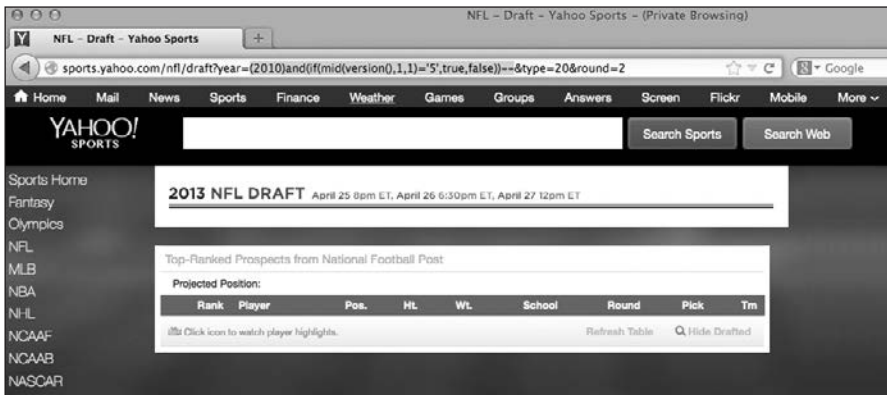 NFL – Draft – Yahoo Sports – (Private Browsing)
Y NFL – Draft – Yahoo Sports +
sports.yahoo.com/nfl/draft?year=(2010)and(if(mid(version(),1,1)='5',true,false))--&type=20&round=2 8 Google
Home Mail News Sports Finance Weather Games Groups Answers Screen Flickr Mobile More
YAHOO!
SPORTS
Search Sports Search Web
Sports Home
Fantasy
Olympics
NFL
MLB
NBA
NHL
NCAAF
NCAAB
NASCAR
2013 NFL DRAFT April 25 8pm ET, April 26 6:30pm ET, April 27 12pm ET
Top-Ranked Prospects from National Football Post
Projected Position:
Rank Player Pos. Ht. Wt. School Round Pick Tm
Click icon to watch player highlights. Refresh Table Hide Drafted